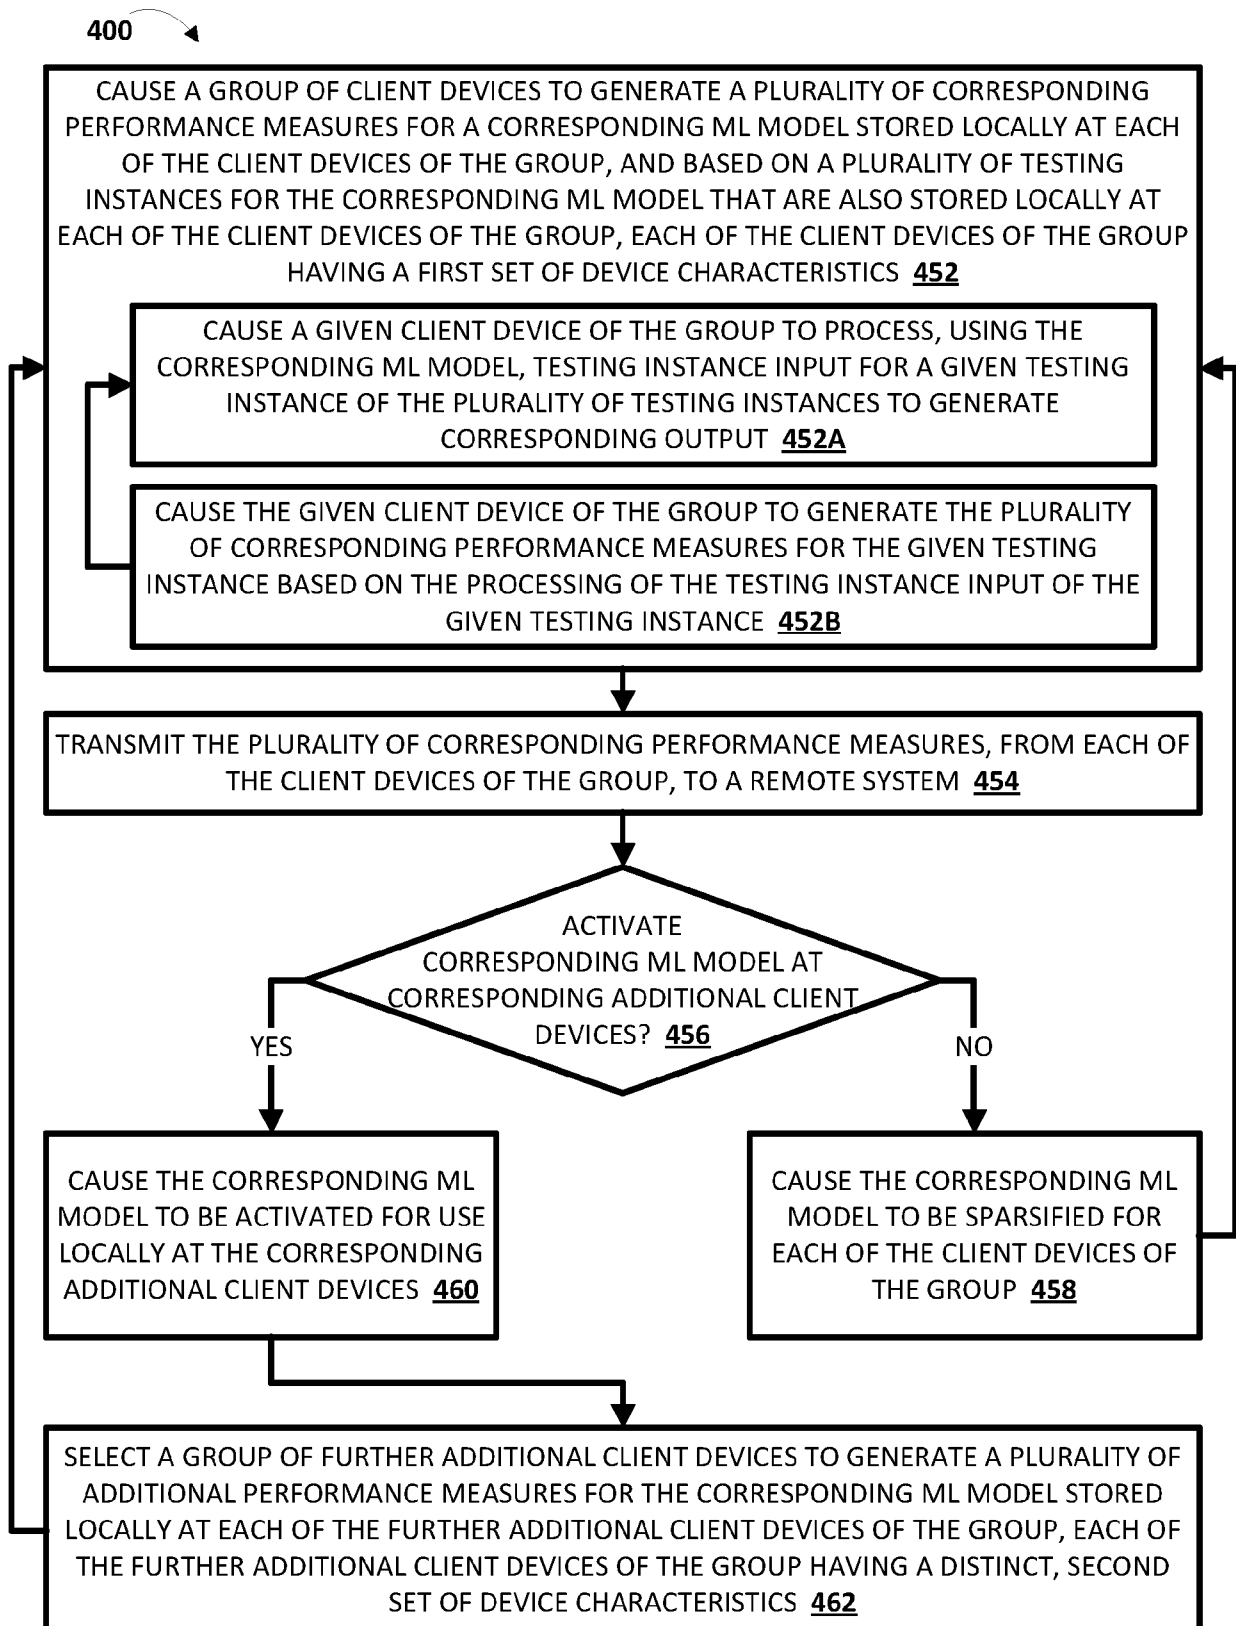 400
CAUSE A GROUP OF CLIENT DEVICES TO GENERATE A PLURALITY OF CORRESPONDING
PERFORMANCE MEASURES FOR A CORRESPONDING ML MODEL STORED LOCALLY AT EACH
OF THE CLIENT DEVICES OF THE GROUP, AND BASED ON A PLURALITY OF TESTING
INSTANCES FOR THE CORRESPONDING ML MODEL THAT ARE ALSO STORED LOCALLY AT
EACH OF THE CLIENT DEVICES OF THE GROUP, EACH OF THE CLIENT DEVICES OF THE GROUP
HAVING A FIRST SET OF DEVICE CHARACTERISTICS 452
CAUSE A GIVEN CLIENT DEVICE OF THE GROUP TO PROCESS, USING THE
CORRESPONDING ML MODEL, TESTING INSTANCE INPUT FOR A GIVEN TESTING
INSTANCE OF THE PLURALITY OF TESTING INSTANCES TO GENERATE
CORRESPONDING OUTPUT 452A
CAUSE THE GIVEN CLIENT DEVICE OF THE GROUP TO GENERATE THE PLURALITY
OF CORRESPONDING PERFORMANCE MEASURES FOR THE GIVEN TESTING
INSTANCE BASED ON THE PROCESSING OF THE TESTING INSTANCE INPUT OF THE
GIVEN TESTING INSTANCE 452B
TRANSMIT THE PLURALITY OF CORRESPONDING PERFORMANCE MEASURES, FROM EACH OF
THE CLIENT DEVICES OF THE GROUP, TO A REMOTE SYSTEM 454
ACTIVATE
CORRESPONDING ML MODEL AT
CORRESPONDING ADDITIONAL CLIENT
DEVICES? 456
YES
NO
CAUSE THE CORRESPONDING ML
MODEL TO BE ACTIVATED FOR USE
LOCALLY AT THE CORRESPONDING
ADDITIONAL CLIENT DEVICES 460
CAUSE THE CORRESPONDING ML
MODEL TO BE SPARSIFIED FOR
EACH OF THE CLIENT DEVICES OF
THE GROUP 458
SELECT A GROUP OF FURTHER ADDITIONAL CLIENT DEVICES TO GENERATE A PLURALITY OF
ADDITIONAL PERFORMANCE MEASURES FOR THE CORRESPONDING ML MODEL STORED
LOCALLY AT EACH OF THE FURTHER ADDITIONAL CLIENT DEVICES OF THE GROUP, EACH OF
THE FURTHER ADDITIONAL CLIENT DEVICES OF THE GROUP HAVING A DISTINCT, SECOND
SET OF DEVICE CHARACTERISTICS 462